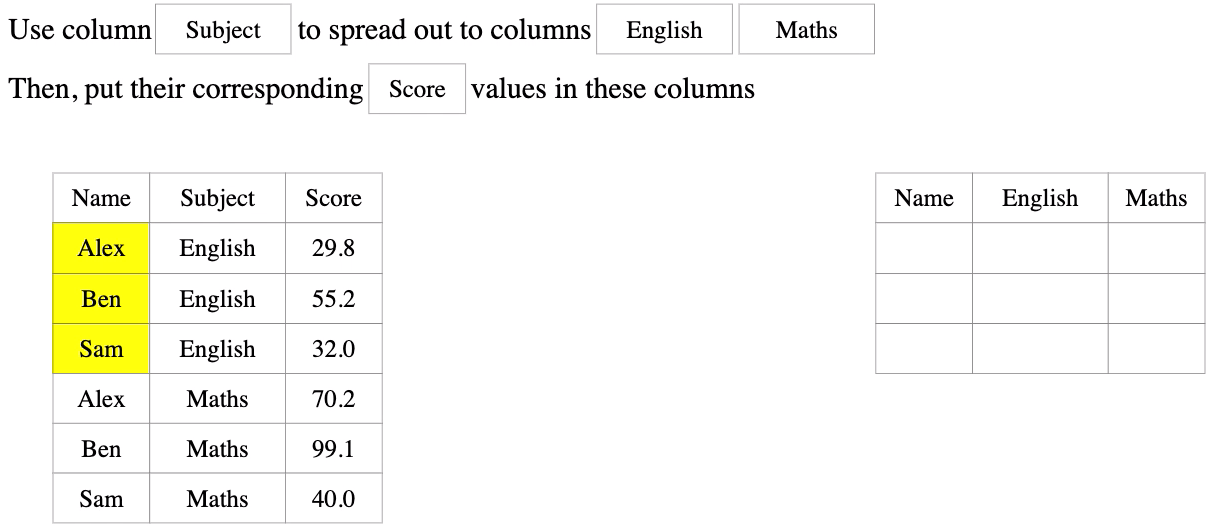 Use column Subject to spread out to columns English Maths
Then, put their corresponding Score values in these columns
Name Subject Score
Alex English 29.8
Ben English 55.2
Sam English 32.0
Alex Maths 70.2
Ben Maths 99.1
Sam Maths 40.0
Name English Maths